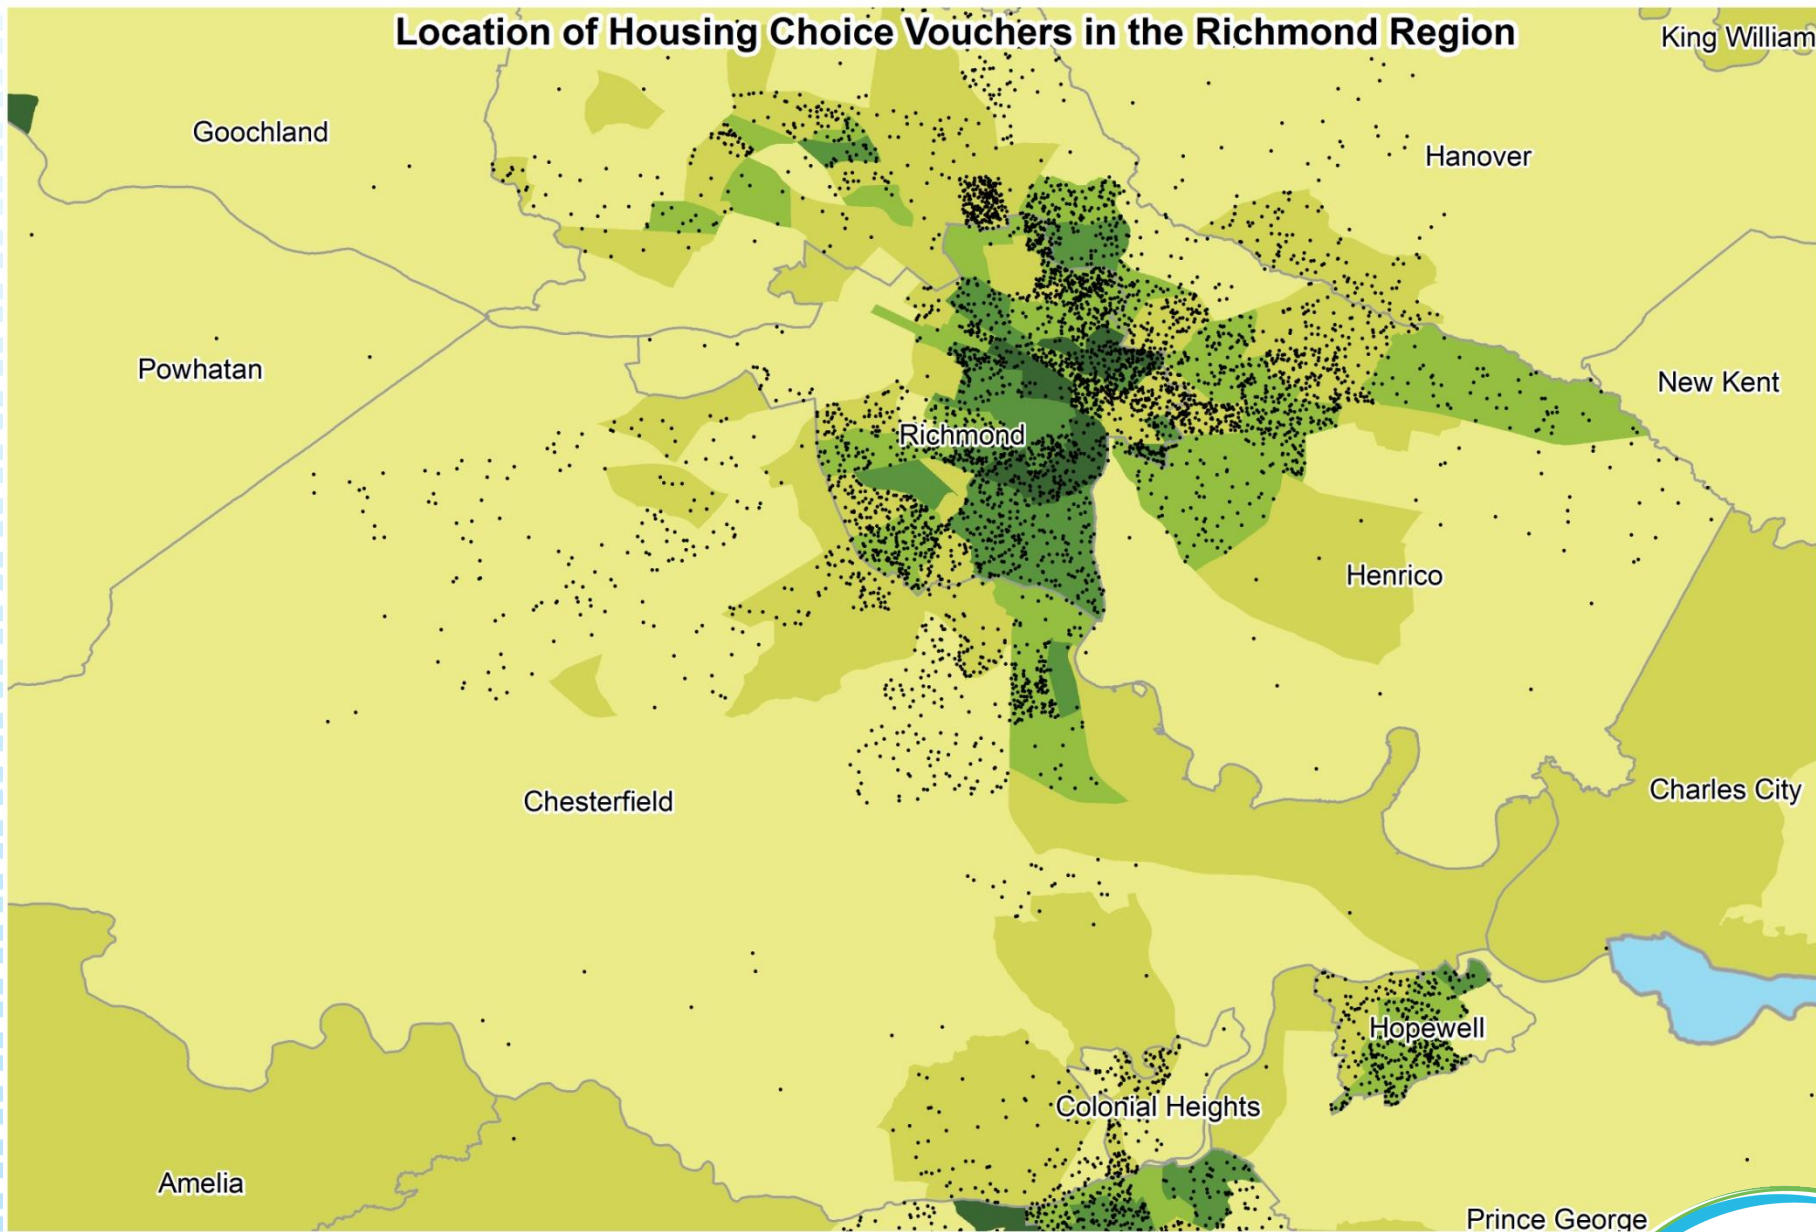 Location of Housing Choice Vouchers in the Richmond Region
King William
Goochland
Hanover
Powhatan
New Kent
Richmond
Henrico
Chesterfield
Charles City
Hopewell
Colonial Heights
Amelia
Prince George